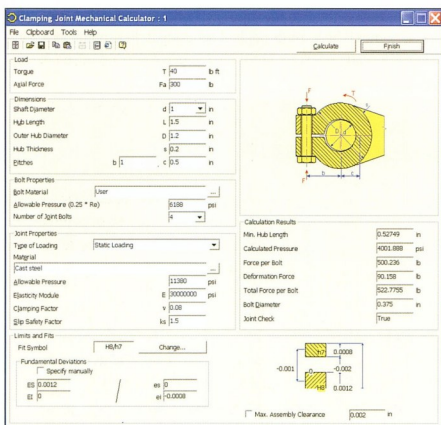 Clamping Joint Mechanical Calculator : 1
File Clipboard Tools Help
Calculate Finish
Load
Torque T 40 lb ft
Axial Force Fa 300 lb
Dimensions
Shaft Diameter d 1 in
Hub Length L 1.5 in
Outer Hub Diameter D 1.2 in
Hub Thickness s 0.2 in
Pitches b 1 , c 0.5 in
Bolt Properties
Bolt Material User ...
Allowable Pressure (0.25 * Re) 6188 psi
Number of Joint Bolts 4
Joint Properties
Type of Loading Static Loading
Material
Cast steel ...
Allowable Pressure 11380 psi
Elasticity Module E 30000000 psi
Clamping Factor v 0.08
Slip Safety Factor ks 1.5
F T
D d
b c
F
Calculation Results
Min. Hub Length 0.52749 in
Calculated Pressure 4001.888 psi
Force per Bolt 500.236 lb
Deformation Force 90.158 lb
Total Force per Bolt 522.7755 lb
Bolt Diameter 0.375 in
Joint Check True
Limits and Fits
Fit Symbol H8/h7 Change...
Fundamental Deviations
Specify manually
ES 0.0012 / es 0
EI 0 ei -0.0008
h7 0.0008
-0.001 0 -0.002
H8 0.0012
Max. Assembly Clearance 0.002 in